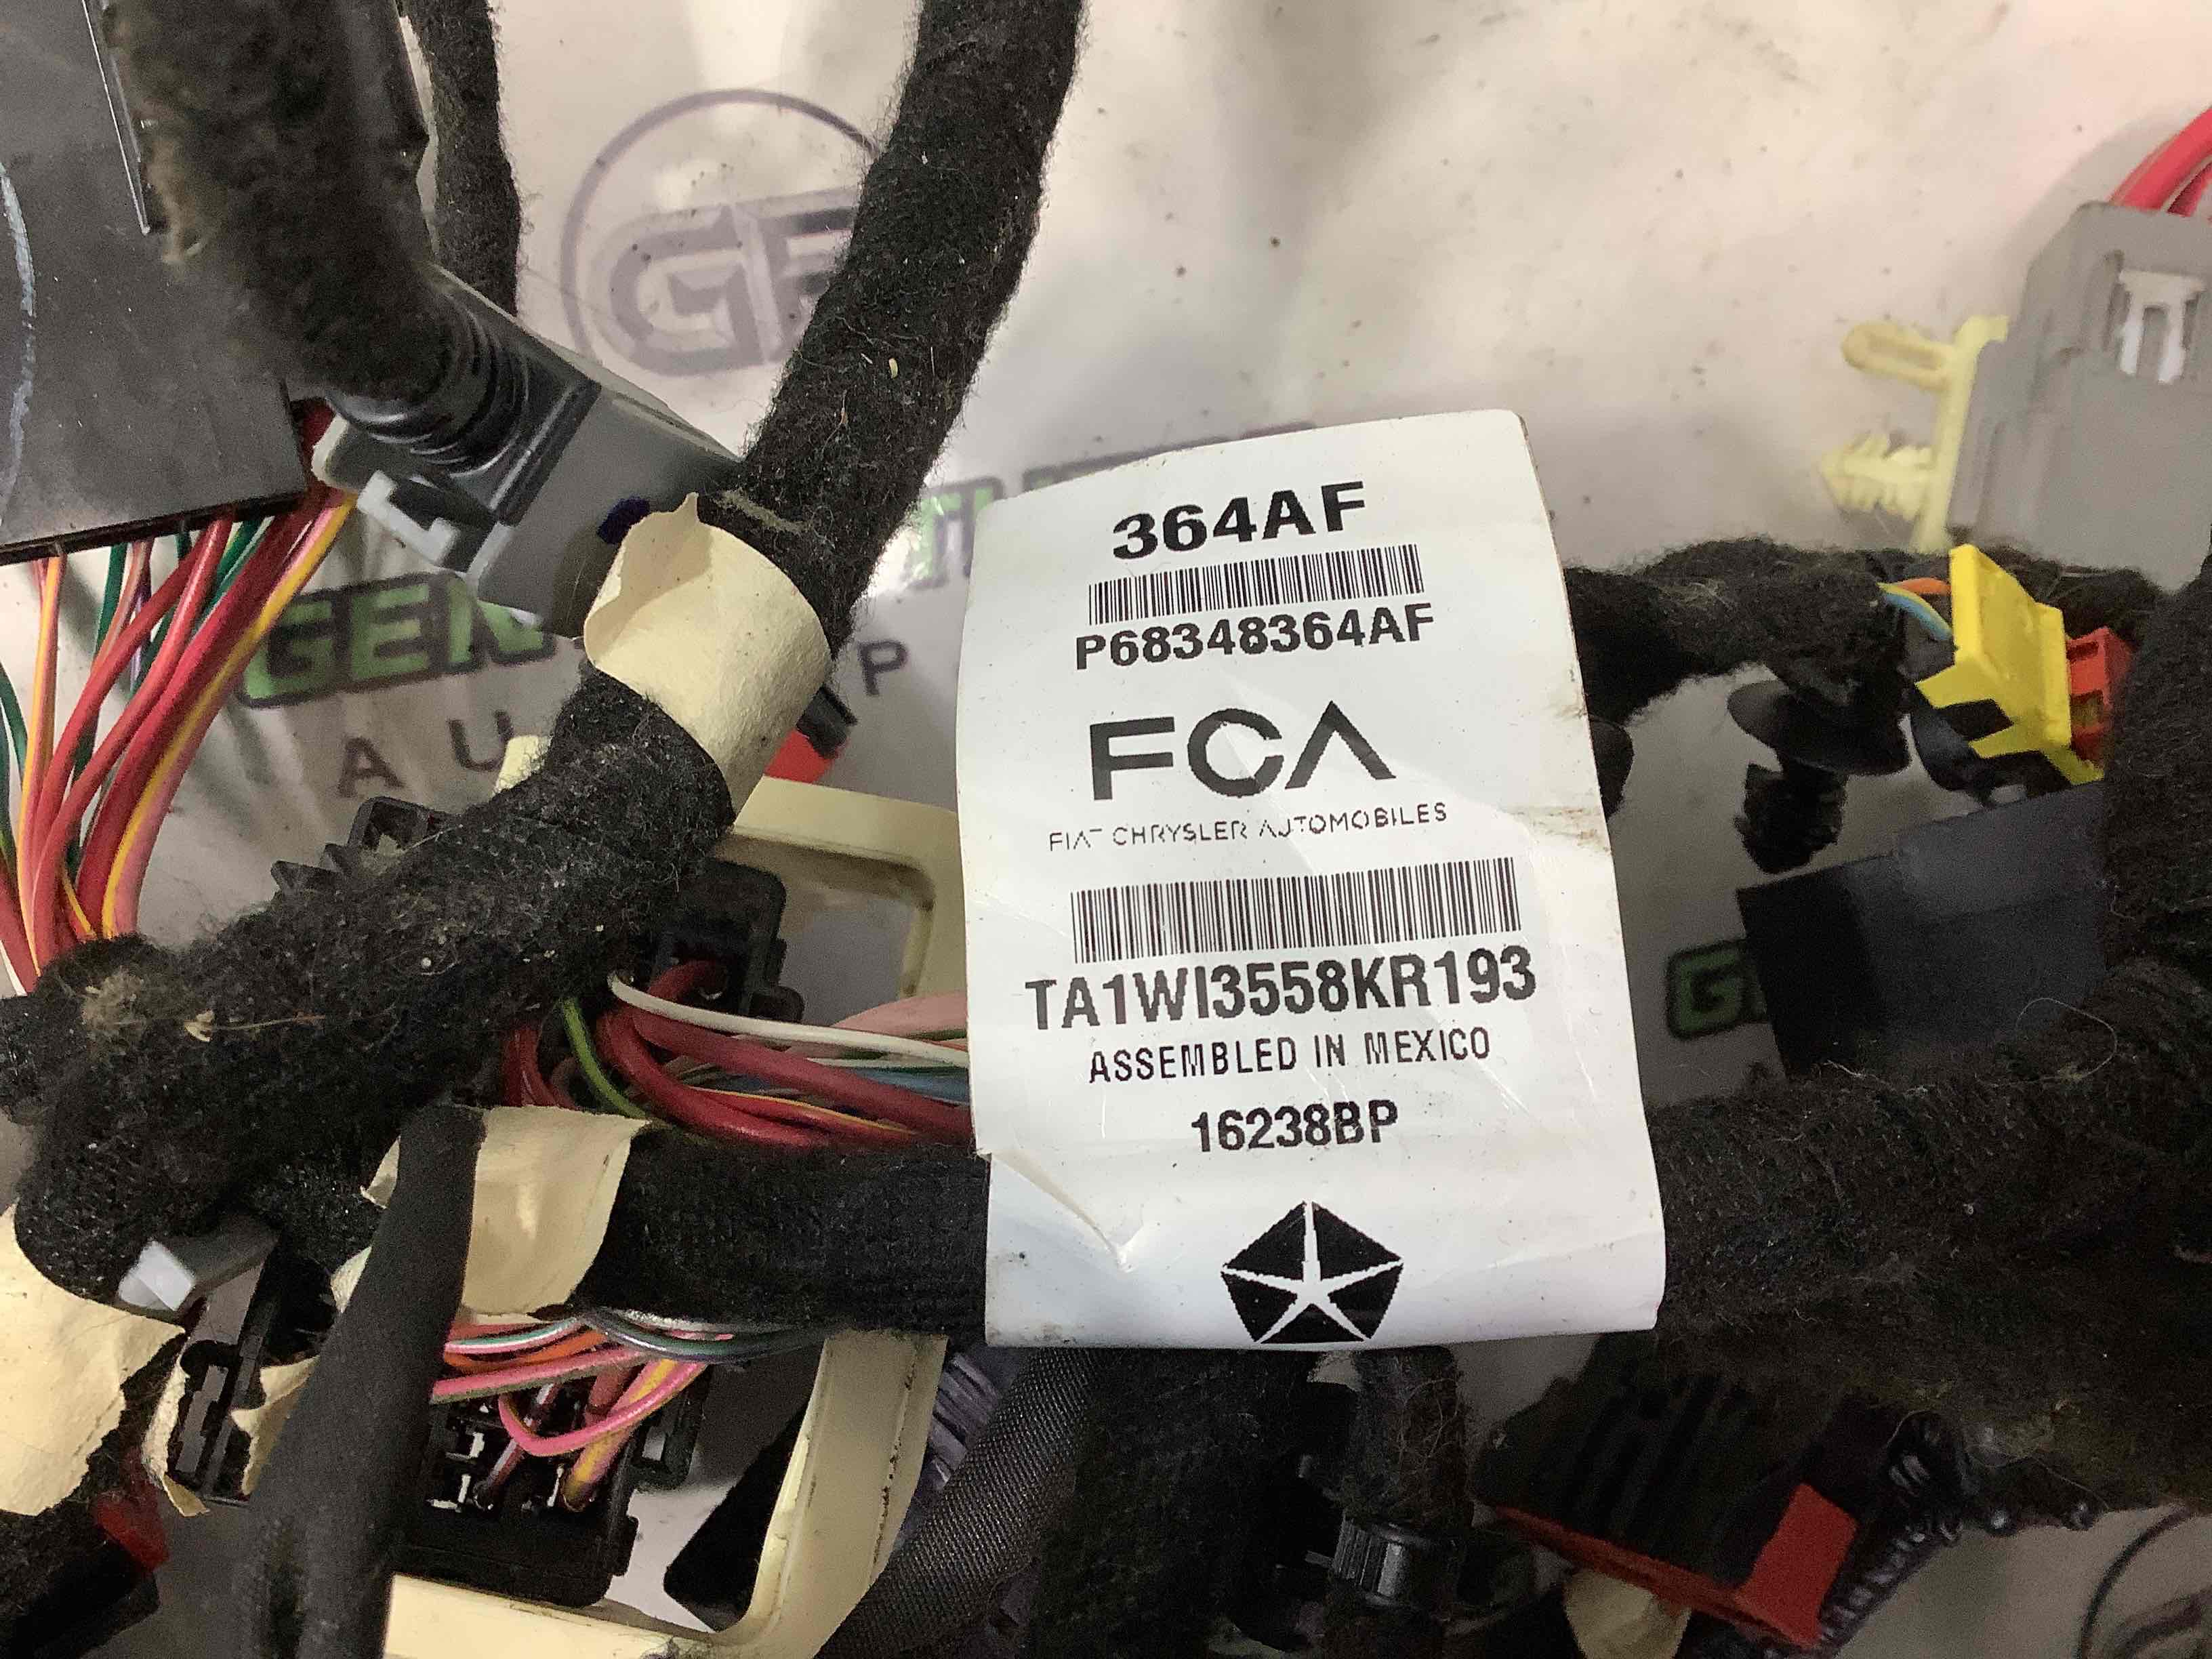 364AF
P68348364AF
FCA
FIAT CHRYSLER AUTOMOBILES
TA1WI3558KR193
ASSEMBLED IN MEXICO
16238BP